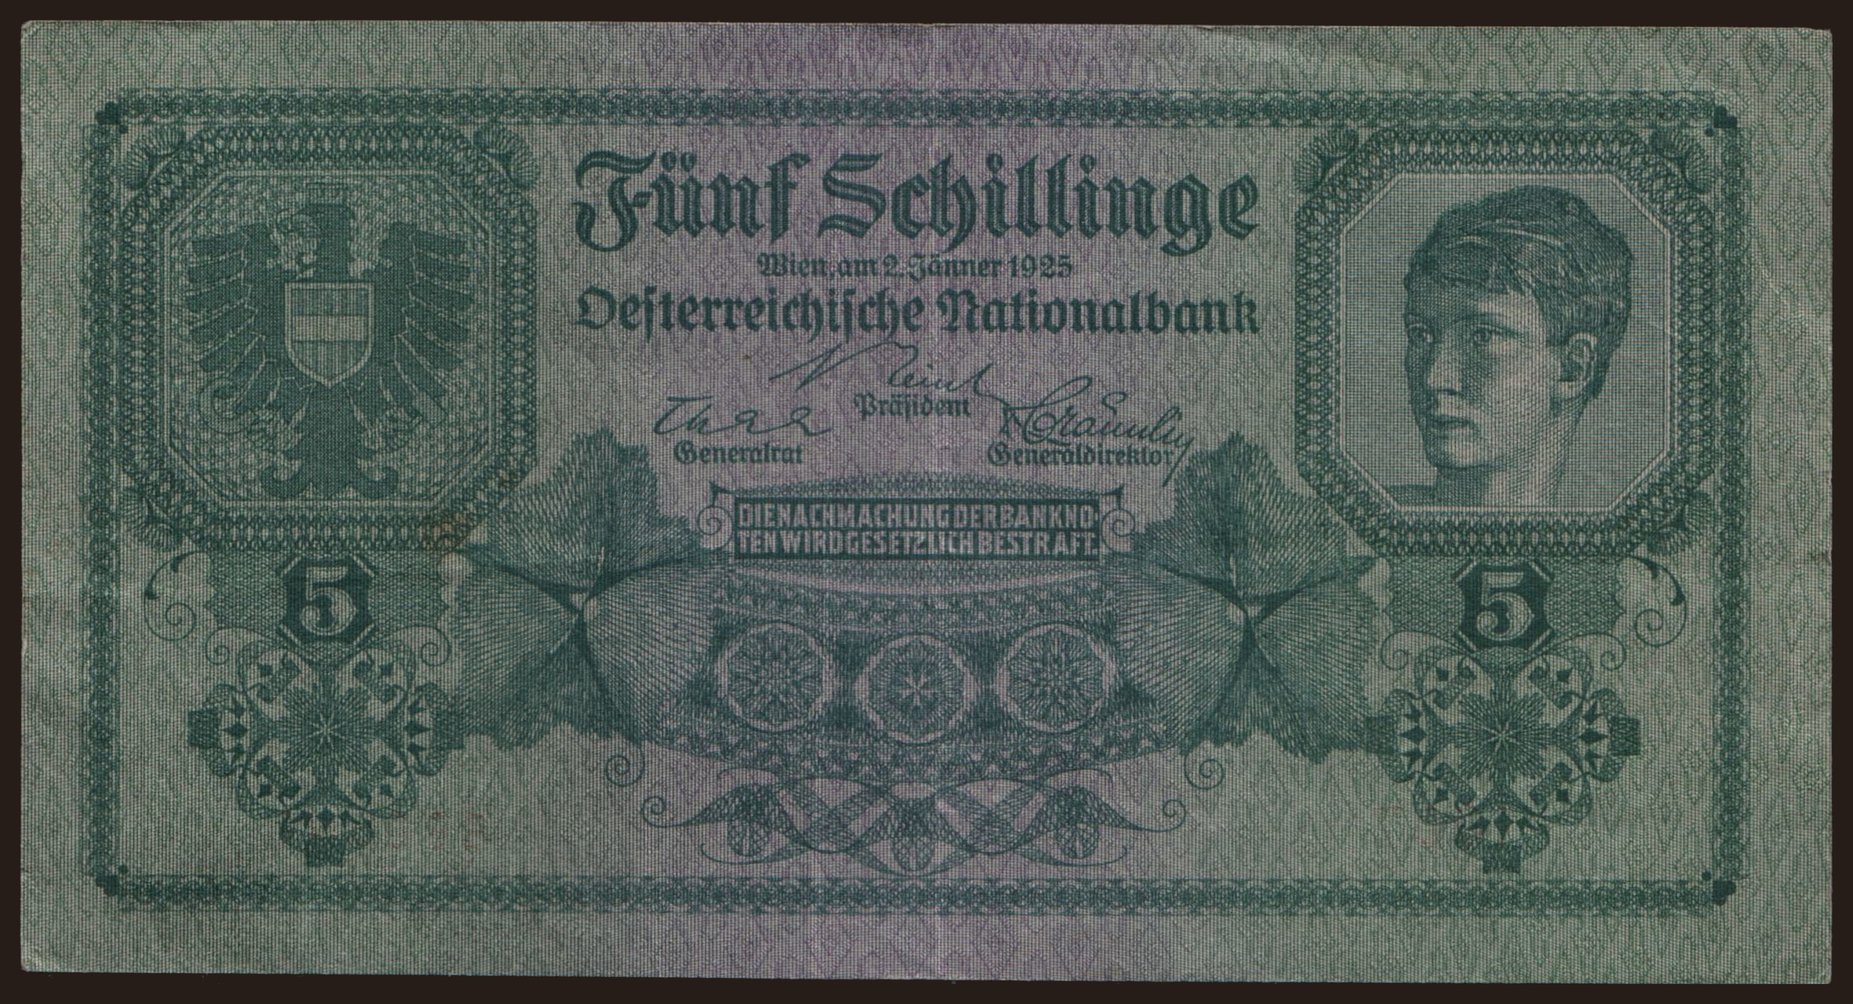 Fünf Schillinge
Wien, am 2. Jänner 1925
Oesterreichische Nationalbank
Präsident
Generalrat Generaldirektor
DIE NACHMACHUNG DER BANKNO-
TEN WIRD GESETZLICH BESTRAFT.
5 5